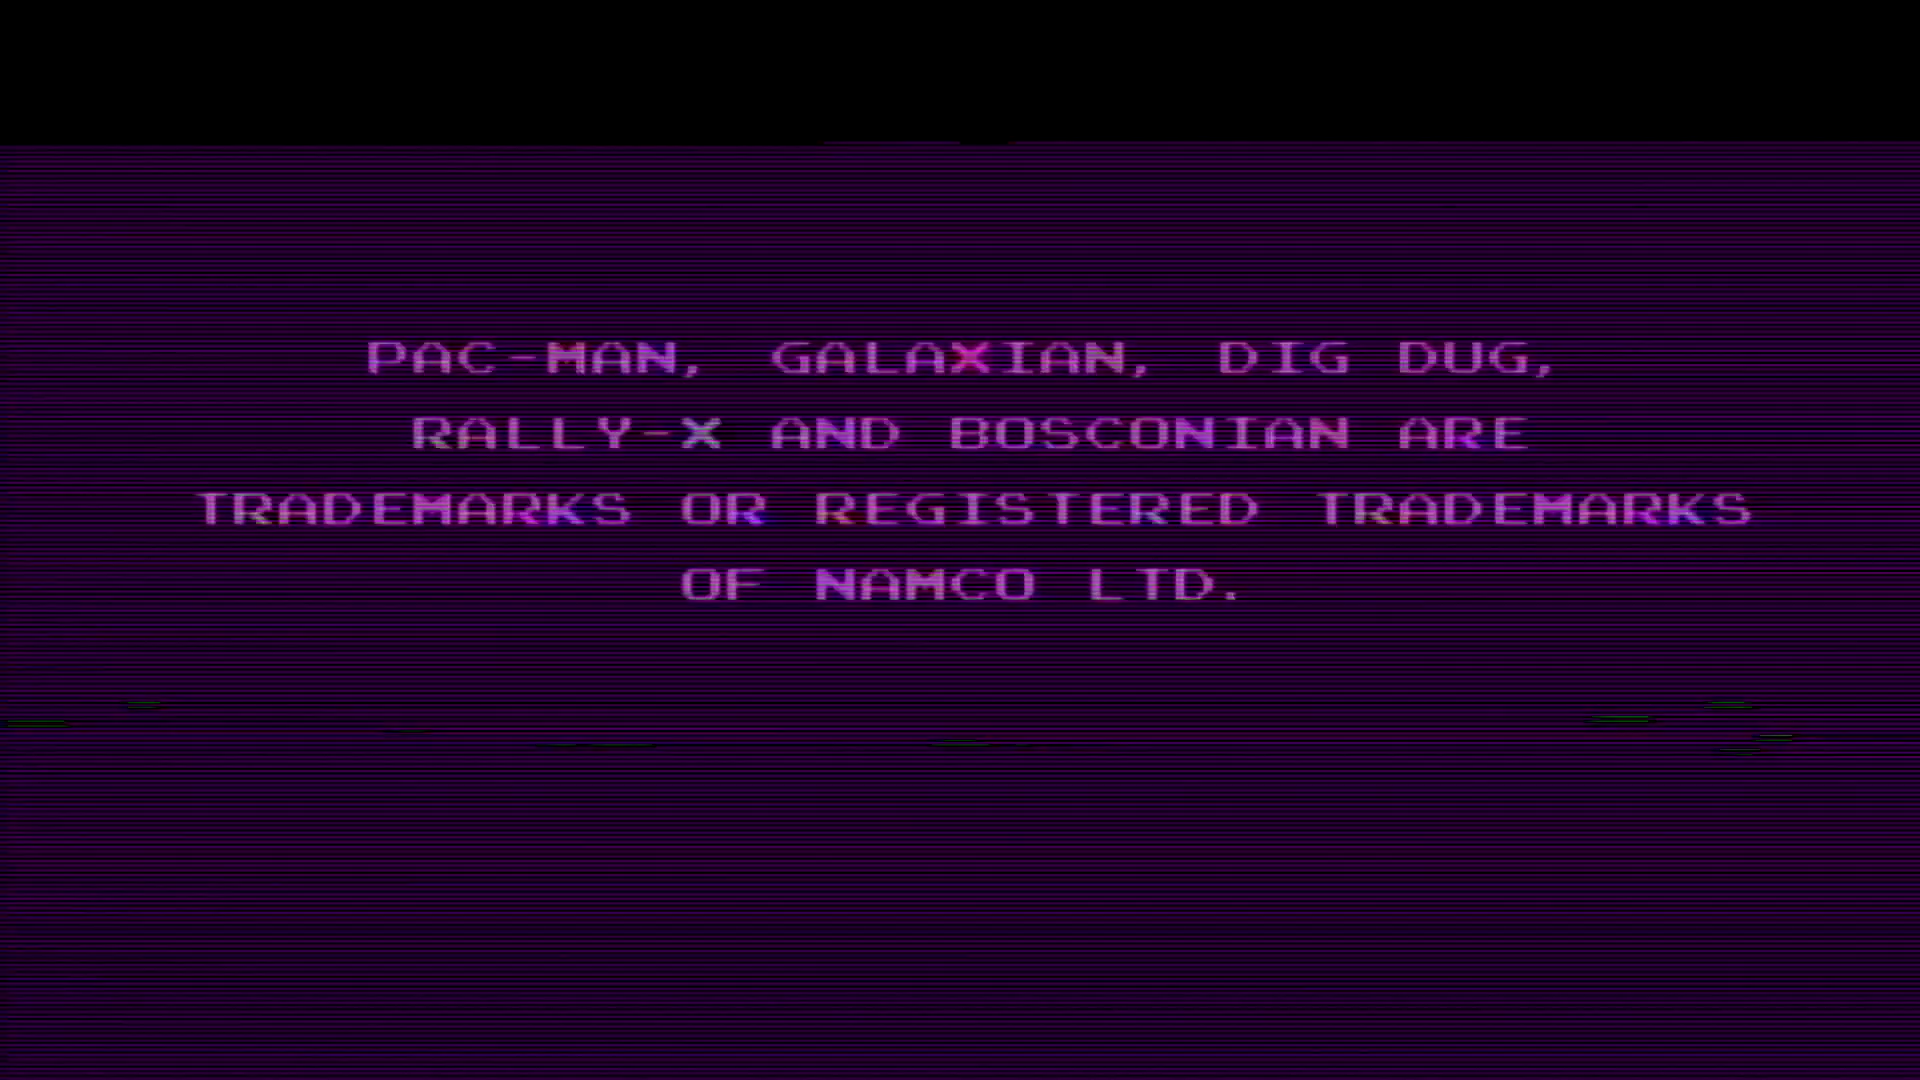 PAC-MAN, GALAXIAN, DIG DUG,
RALLY-X AND BOSCONIAN ARE
TRADEMARKS OR REGISTERED TRADEMARKS
OF NAMCO LTD.